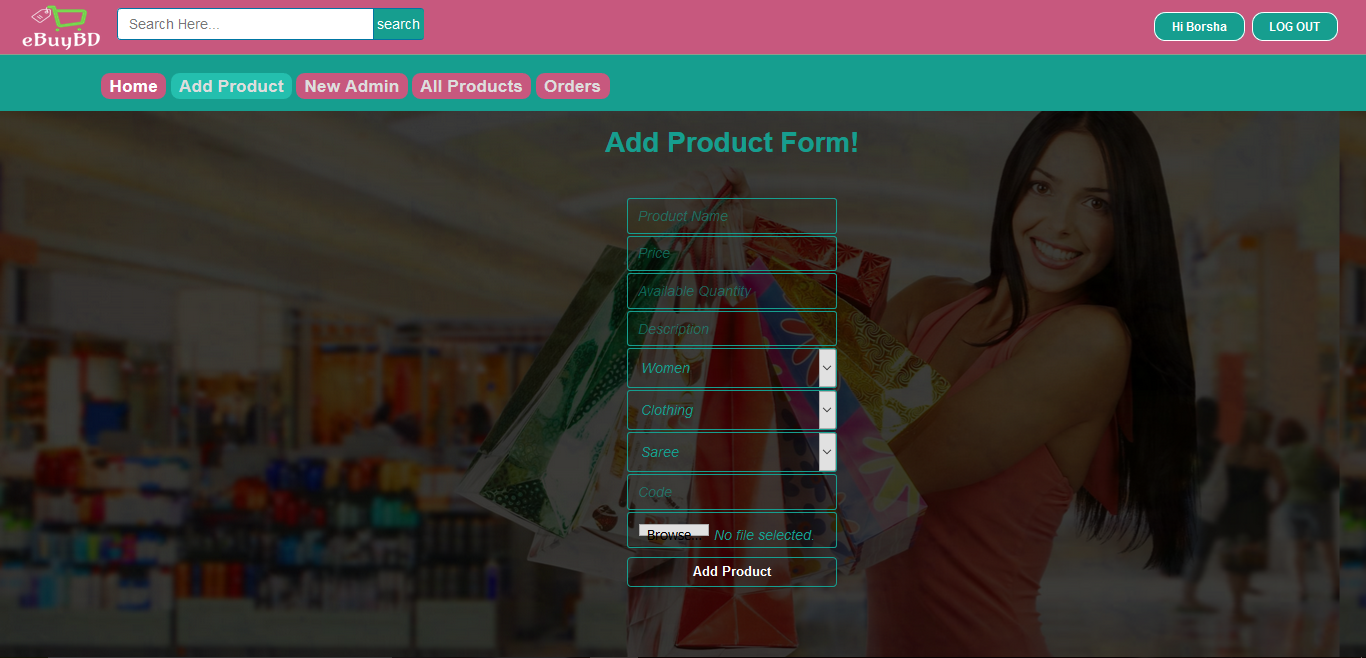 eBuyBD
Search Here...
search
Hi Borsha
LOG OUT
Home
Add Product
New Admin
All Products
Orders
Add Product Form!
Product Name
Price
Available Quantity
Description
Women
Clothing
Saree
Code
Browse... No file selected.
Add Product